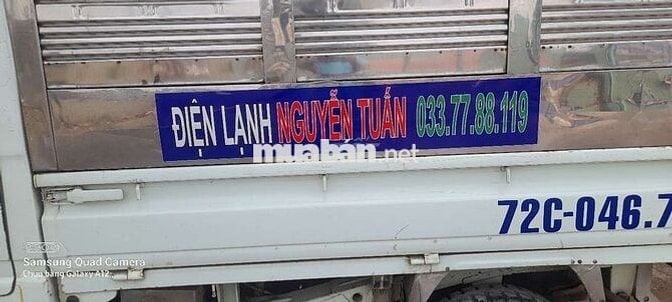 ĐIỆN LẠNH NGUYỄN TUẤN 033.77.88.119
muaban.net
72C-046.7
Samsung Quad Camera
Chụp bằng Galaxy A12